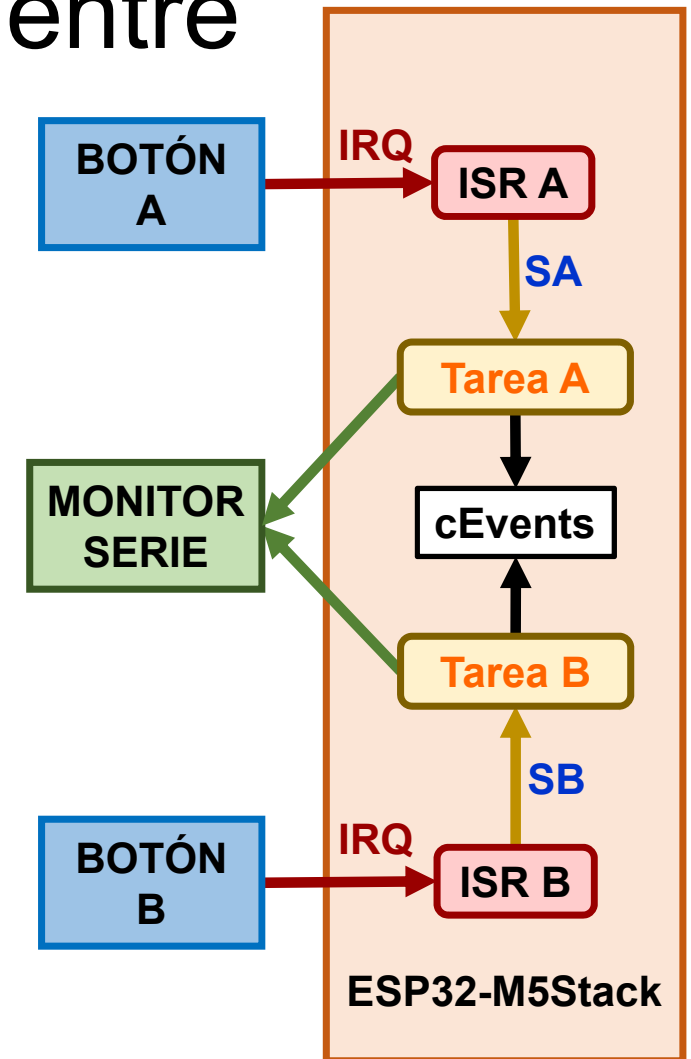 entre
BOTÓN
A
IRQ
ISR A
SA
Tarea A
MONITOR
SERIE
cEvents
Tarea B
SB
BOTÓN
B
IRQ
ISR B
ESP32-M5Stack